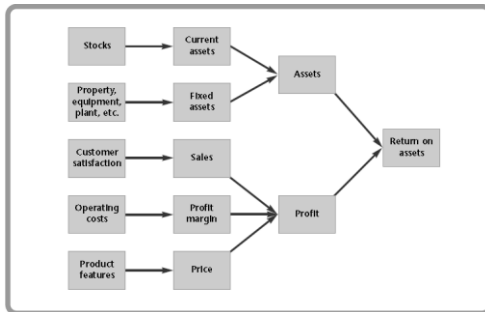 Stocks
Current
assets
Assets
Property,
equipment,
plant, etc.
Fixed
assets
Return on
assets
Customer
satisfaction
Sales
Operating
costs
Profit
margin
Profit
Product
features
Price